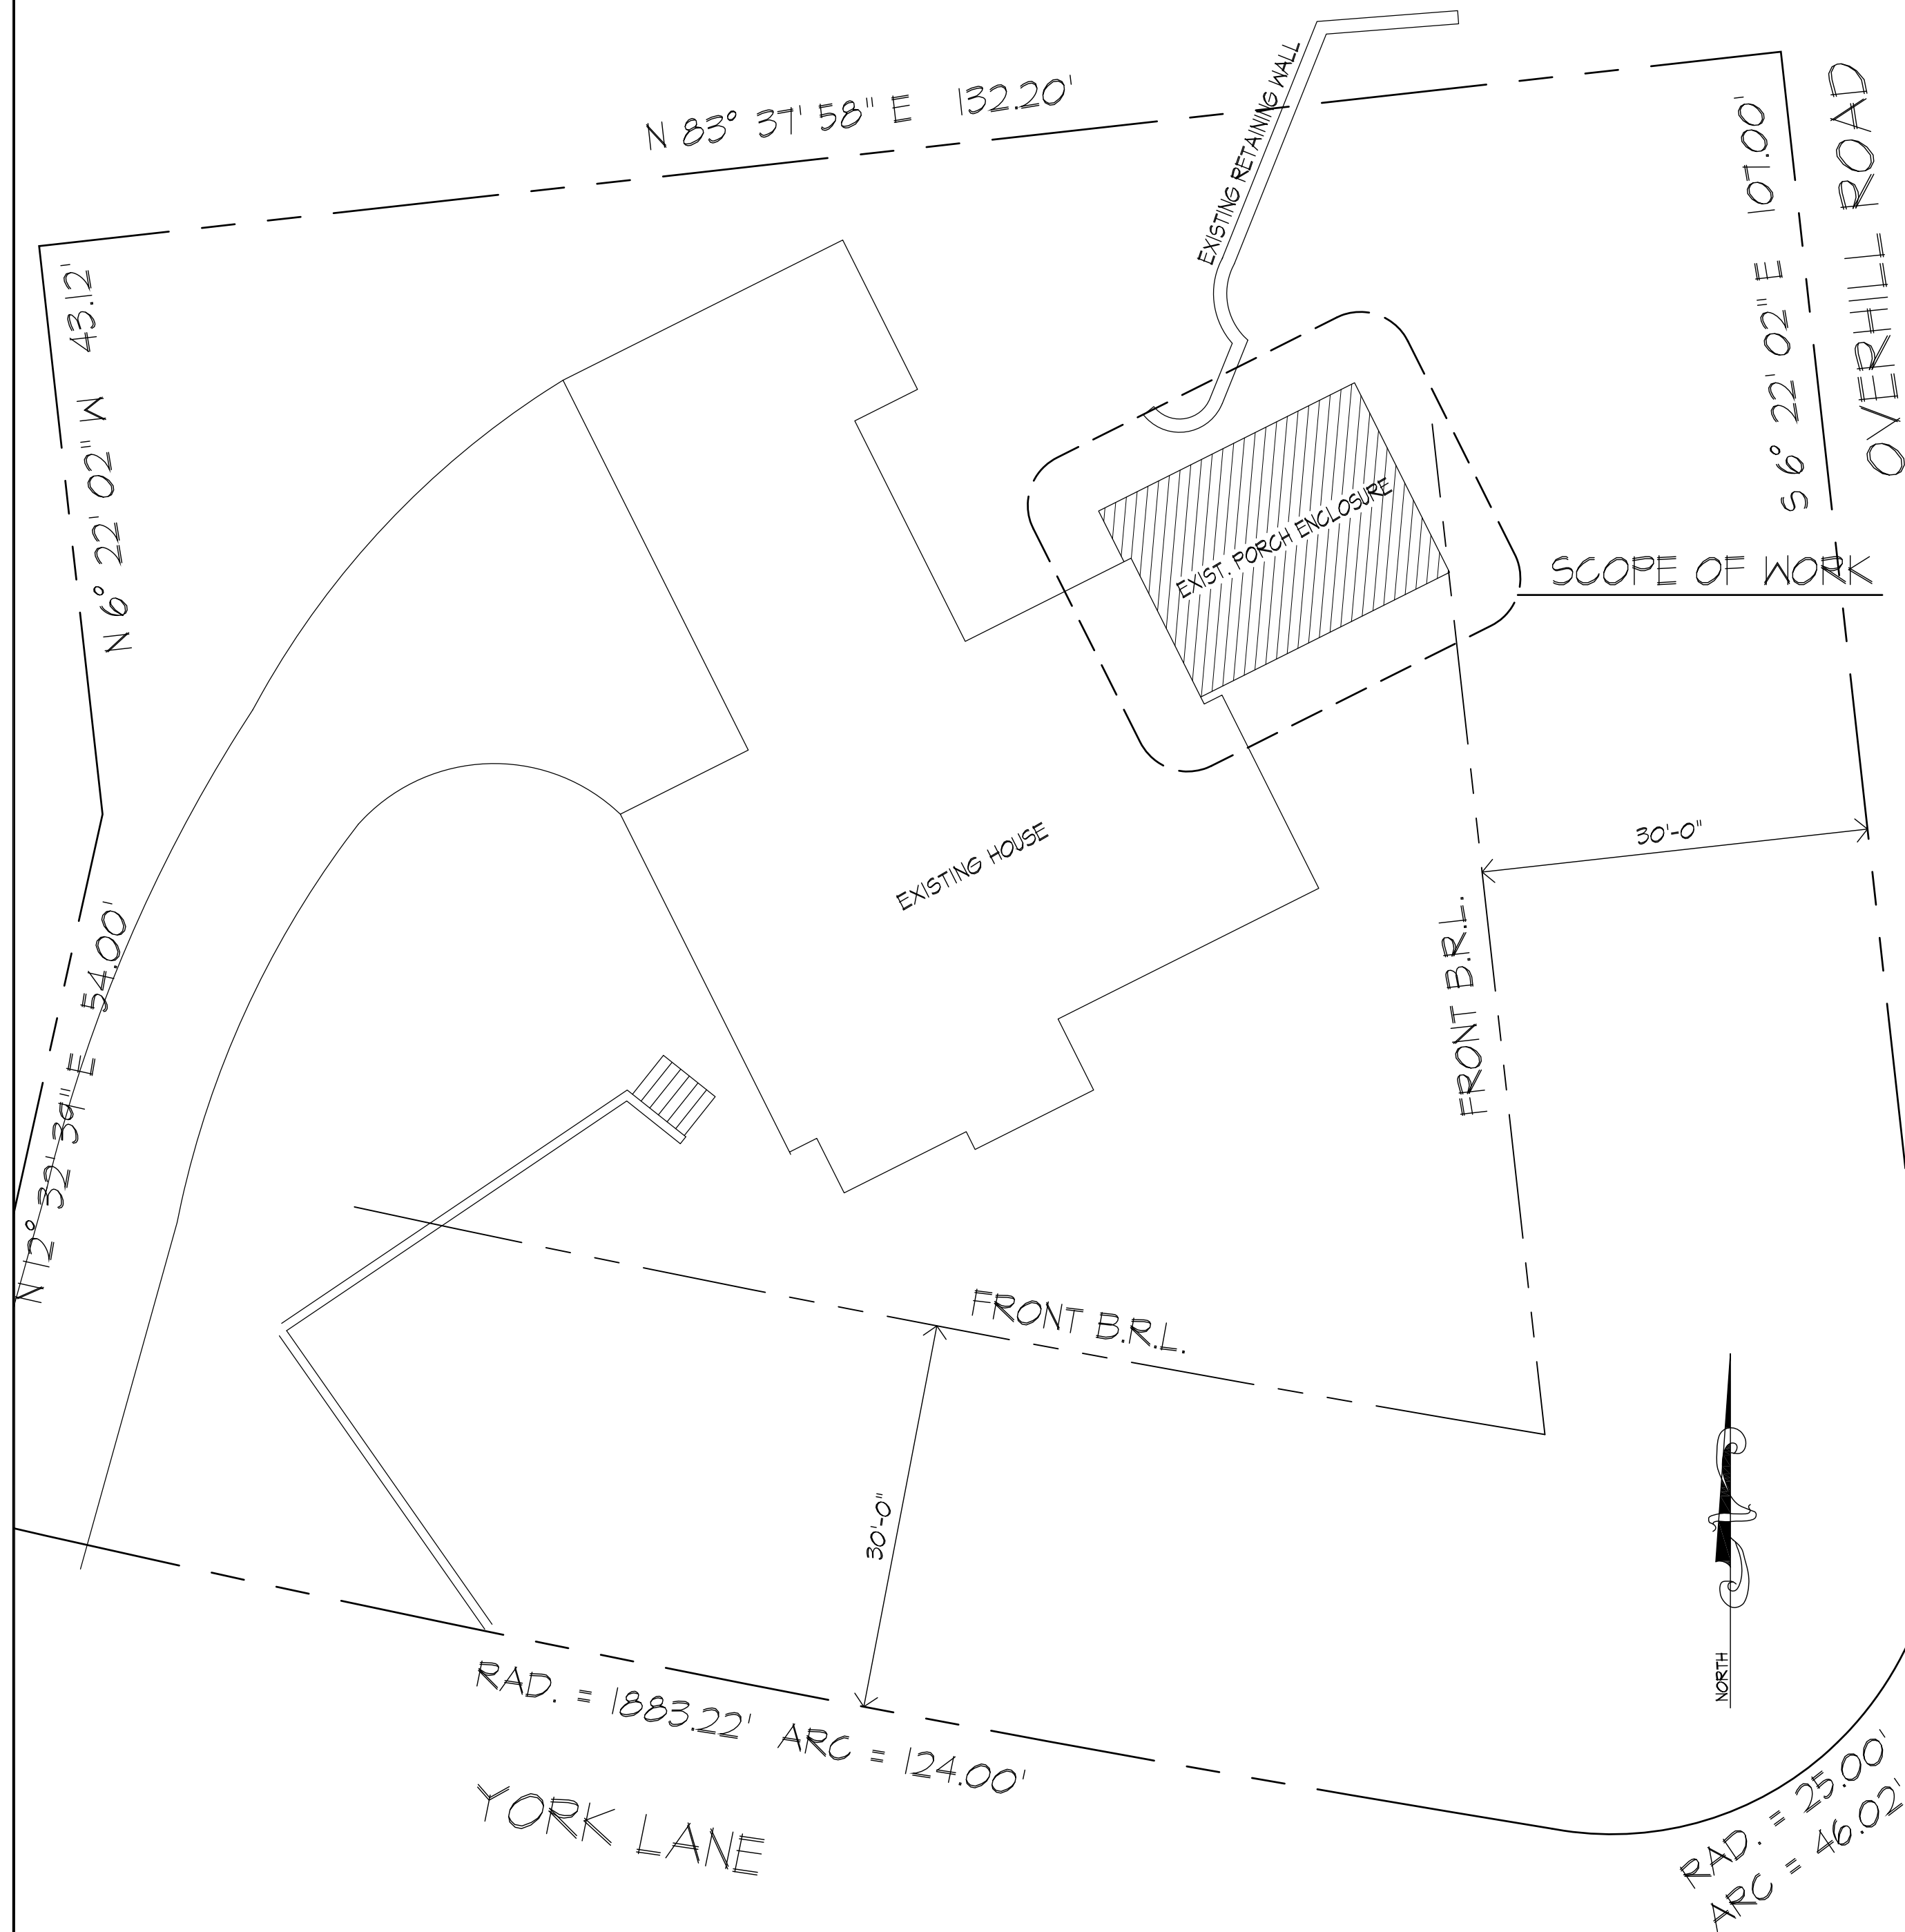 N 83° 37' 58" E 132.20'
EXISTING RETAINING WALL
S 6° 22' 02" E 107.00'
OVERHILL ROAD
N 6° 22' 02" W 43.12'
EXIST. PORCH ENCLOSURE
SCOPE OF WORK
30'-0"
EXISTING HOUSE
FRONT B.R.L.
N 12° 32' 39" E 54.00'
FRONT B.R.L.
30'-0"
NORTH
RAD. = 1883.22' ARC = 124.00'
YORK LANE
RAD. = 25.00'
ARC = 46.02'